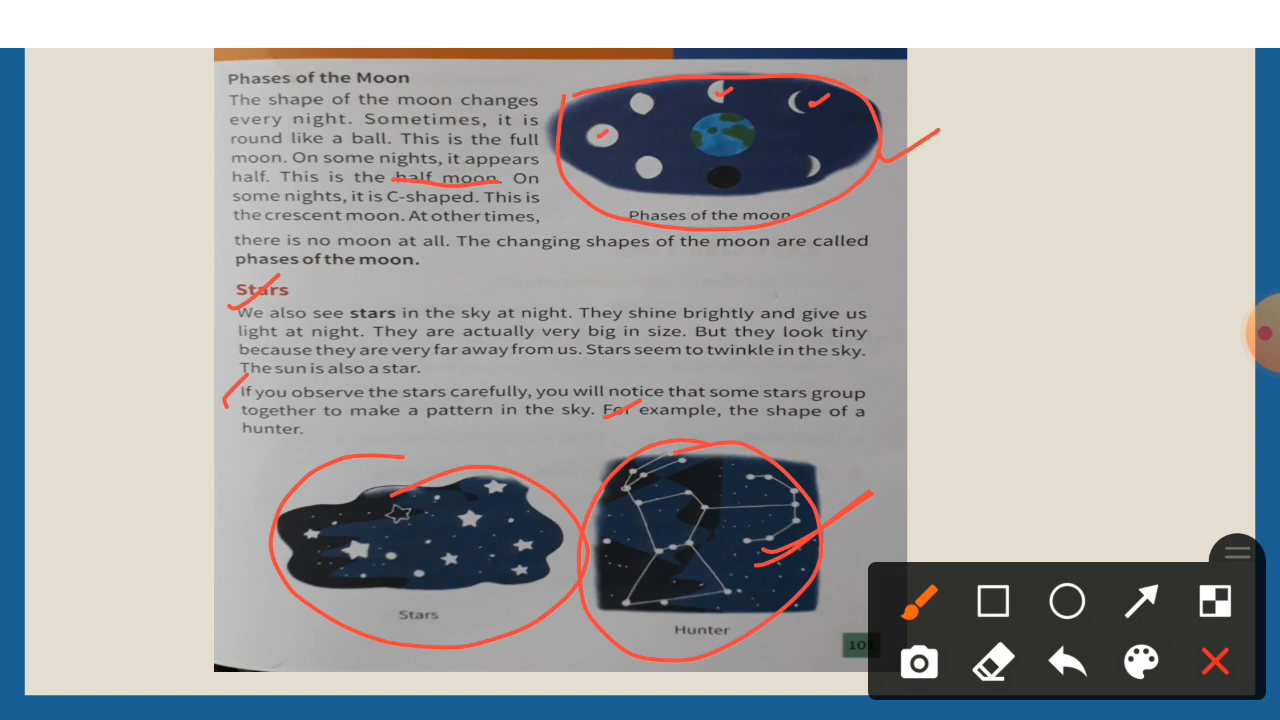 Phases of the Moon
The shape of the moon changes
every night. Sometimes, it is
round like a ball. This is the full
moon. On some nights, it appears
half. This is the half moon. On
some nights, it is C-shaped. This is
the crescent moon. At other times,
Phases of the moon
there is no moon at all. The changing shapes of the moon are called
phases of the moon.
Stars
We also see stars in the sky at night. They shine brightly and give us
light at night. They are actually very big in size. But they look tiny
because they are very far away from us. Stars seem to twinkle in the sky.
The sun is also a star.
If you observe the stars carefully, you will notice that some stars group
together to make a pattern in the sky. For example, the shape of a
hunter.
Stars
Hunter